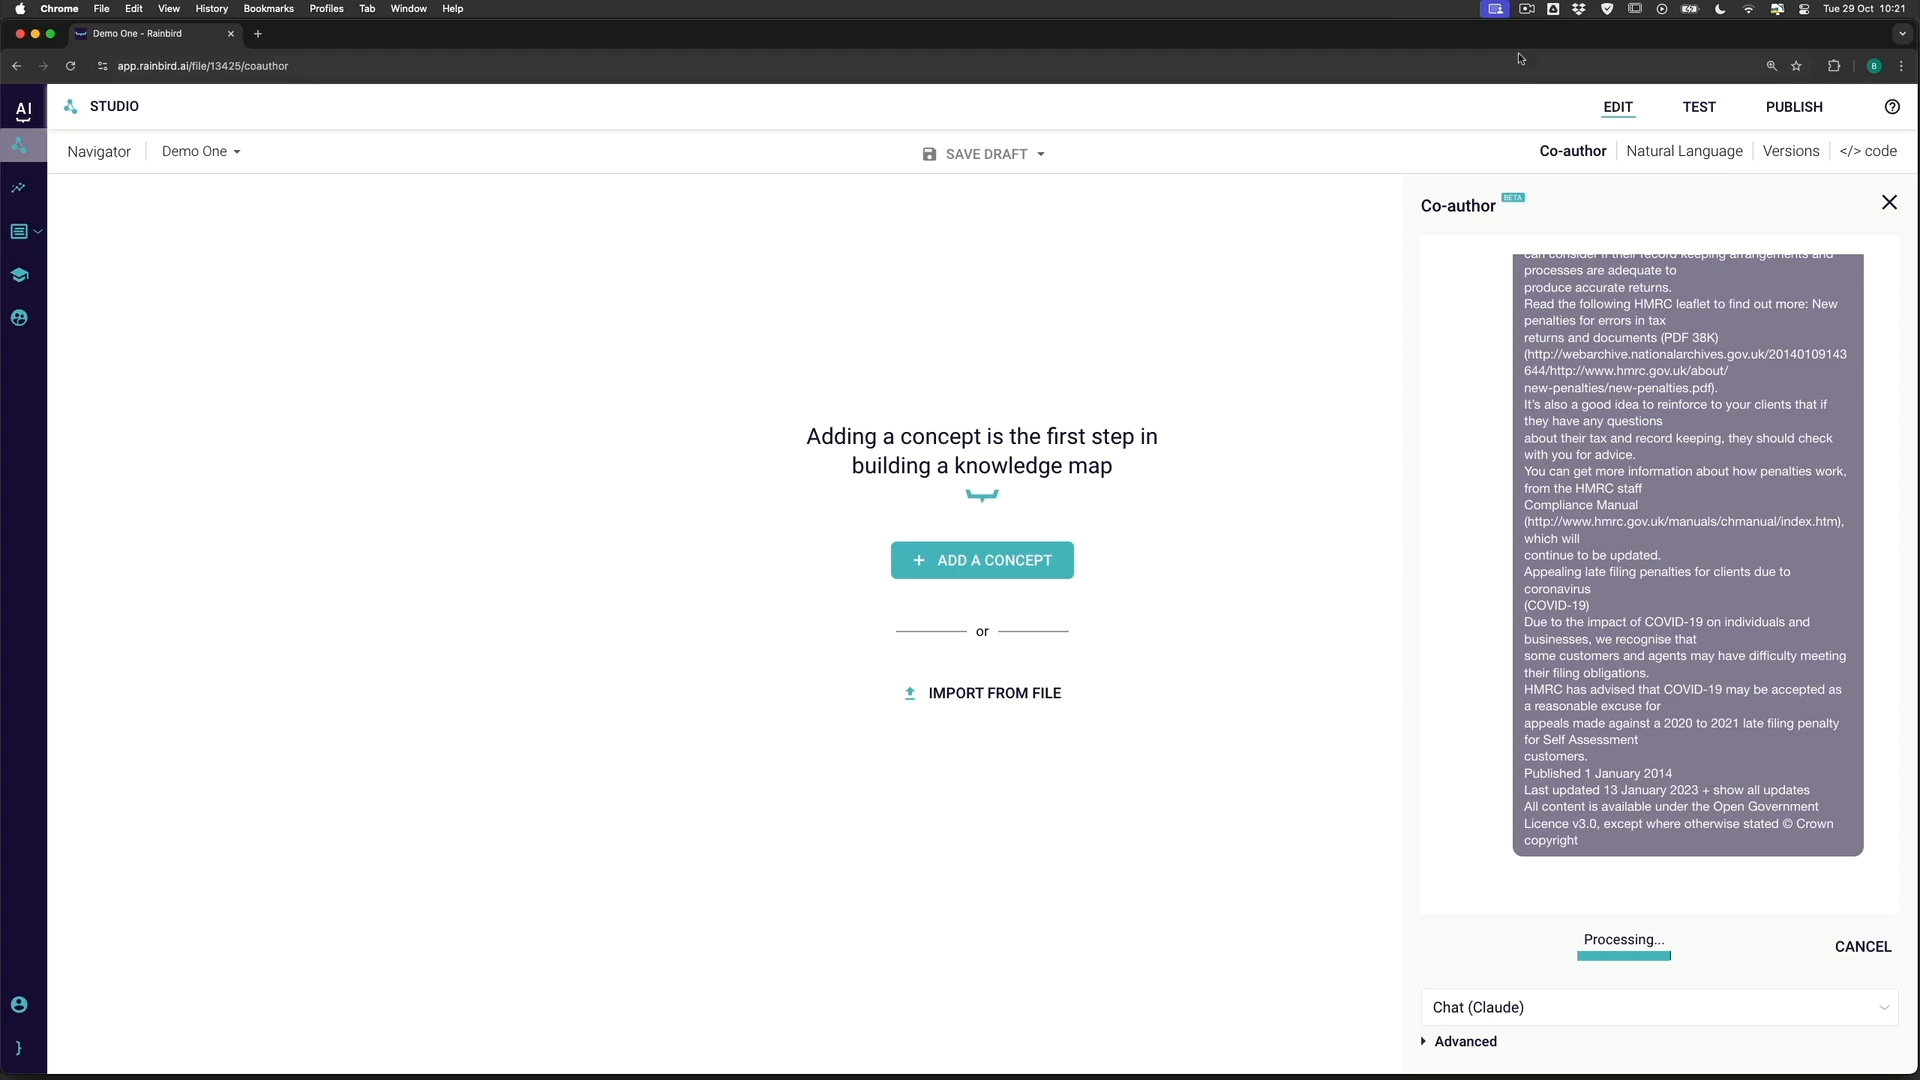 Chrome File Edit View History Bookmarks Profiles Tab Window Help
Tue 29 Oct 10:21
Demo One - Rainbird
app.rainbird.ai/file/13425/coauthor
B
AI
STUDIO
EDIT TEST PUBLISH
Navigator Demo One
SAVE DRAFT
Co-author Natural Language Versions </> code
Co-author BETA
can consider if their record keeping arrangements and
processes are adequate to
produce accurate returns.
Read the following HMRC leaflet to find out more: New
penalties for errors in tax
returns and documents (PDF 38K)
(http://webarchive.nationalarchives.gov.uk/20140109143
644/http://www.hmrc.gov.uk/about/
new-penalties/new-penalties.pdf).
It's also a good idea to reinforce to your clients that if
they have any questions
about their tax and record keeping, they should check
with you for advice.
You can get more information about how penalties work,
from the HMRC staff
Compliance Manual
(http://www.hmrc.gov.uk/manuals/chmanual/index.htm),
which will
continue to be updated.
Appealing late filing penalties for clients due to
coronavirus
(COVID-19)
Due to the impact of COVID-19 on individuals and
businesses, we recognise that
some customers and agents may have difficulty meeting
their filing obligations.
HMRC has advised that COVID-19 may be accepted as
a reasonable excuse for
appeals made against a 2020 to 2021 late filing penalty
for Self Assessment
customers.
Published 1 January 2014
Last updated 13 January 2023 + show all updates
All content is available under the Open Government
Licence v3.0, except where otherwise stated © Crown
copyright
Adding a concept is the first step in
building a knowledge map
+ ADD A CONCEPT
or
IMPORT FROM FILE
Processing...
CANCEL
Chat (Claude)
Advanced